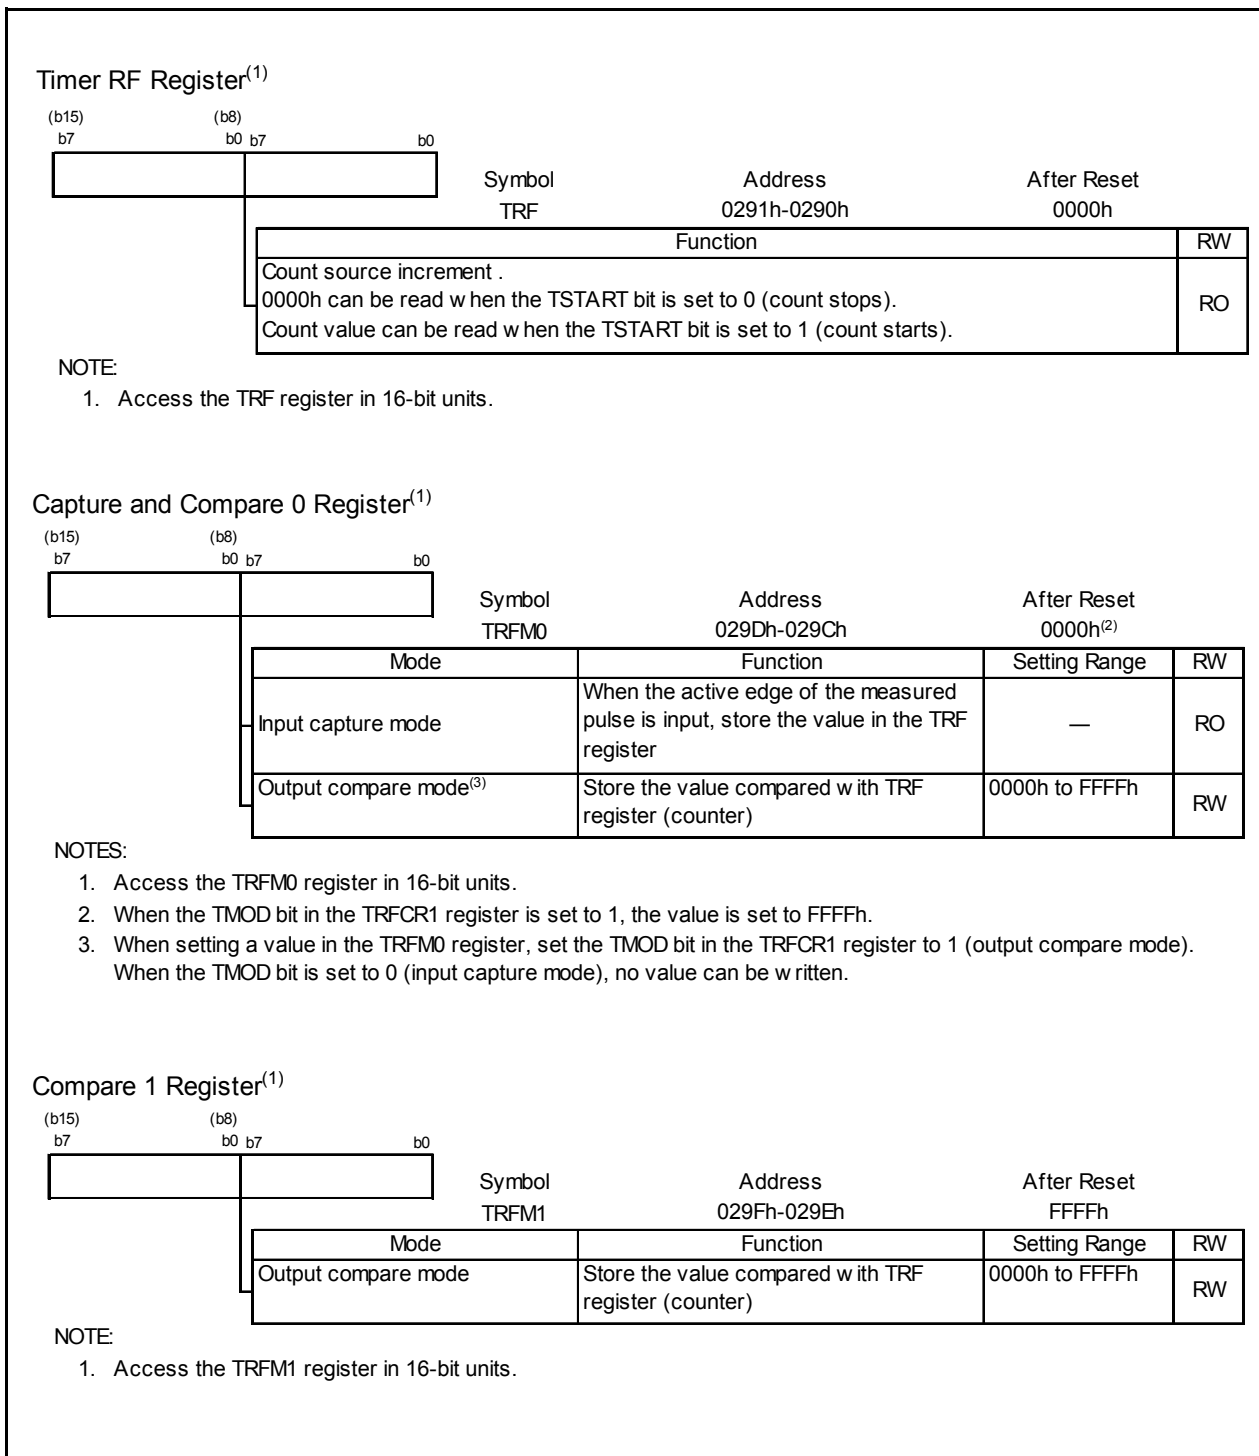 Timer RF Register(1)
(b15) (b8)
b7 b0 b7 b0
Symbol Address After Reset
TRF 0291h-0290h 0000h
Function RW
Count source increment .
0000h can be read w hen the TSTART bit is set to 0 (count stops).
RO
Count value can be read w hen the TSTART bit is set to 1 (count starts).
NOTE:
1. Access the TRF register in 16-bit units.
Capture and Compare 0 Register(1)
(b15) (b8)
b7 b0 b7 b0
Symbol Address After Reset
TRFM0 029Dh-029Ch 0000h(2)
Mode Function Setting Range RW
Input capture mode
When the active edge of the measured
pulse is input, store the value in the TRF
register
— RO
Output compare mode(3)
Store the value compared w ith TRF
register (counter)
0000h to FFFFh
RW
NOTES:
1. Access the TRFM0 register in 16-bit units.
2. When the TMOD bit in the TRFCR1 register is set to 1, the value is set to FFFFh.
3. When setting a value in the TRFM0 register, set the TMOD bit in the TRFCR1 register to 1 (output compare mode).
When the TMOD bit is set to 0 (input capture mode), no value can be w ritten.
Compare 1 Register(1)
(b15) (b8)
b7 b0 b7 b0
Symbol Address After Reset
TRFM1 029Fh-029Eh FFFFh
Mode Function Setting Range RW
Output compare mode
Store the value compared w ith TRF
register (counter)
0000h to FFFFh
RW
NOTE:
1. Access the TRFM1 register in 16-bit units.